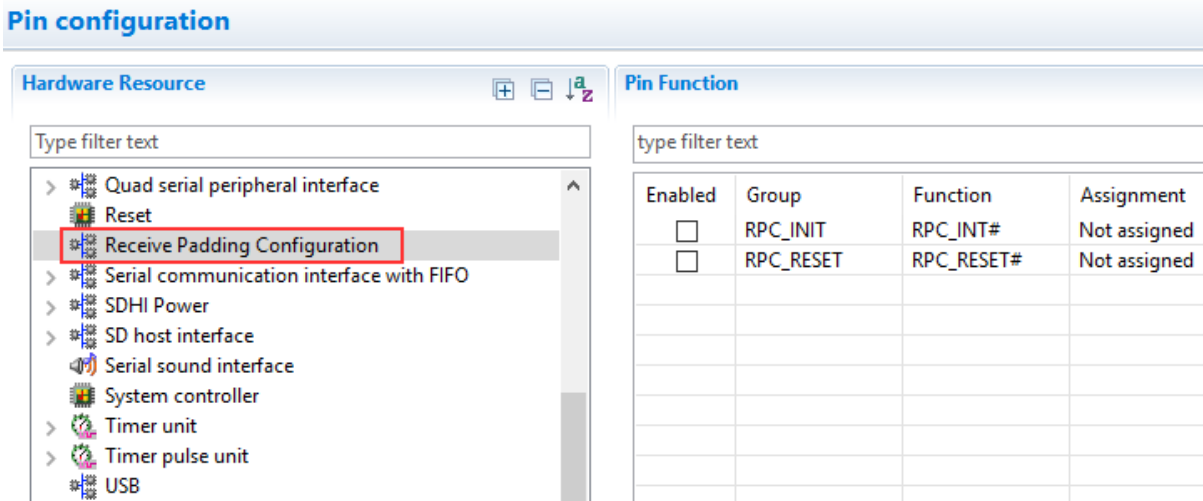 Pin configuration
Hardware Resource
Type filter text
Quad serial peripheral interface
Reset
Receive Padding Configuration
Serial communication interface with FIFO
SDHI Power
SD host interface
Serial sound interface
System controller
Timer unit
Timer pulse unit
USB
Pin Function
type filter text
Enabled Group Function Assignment
RPC_INIT RPC_INT# Not assigned
RPC_RESET RPC_RESET# Not assigned